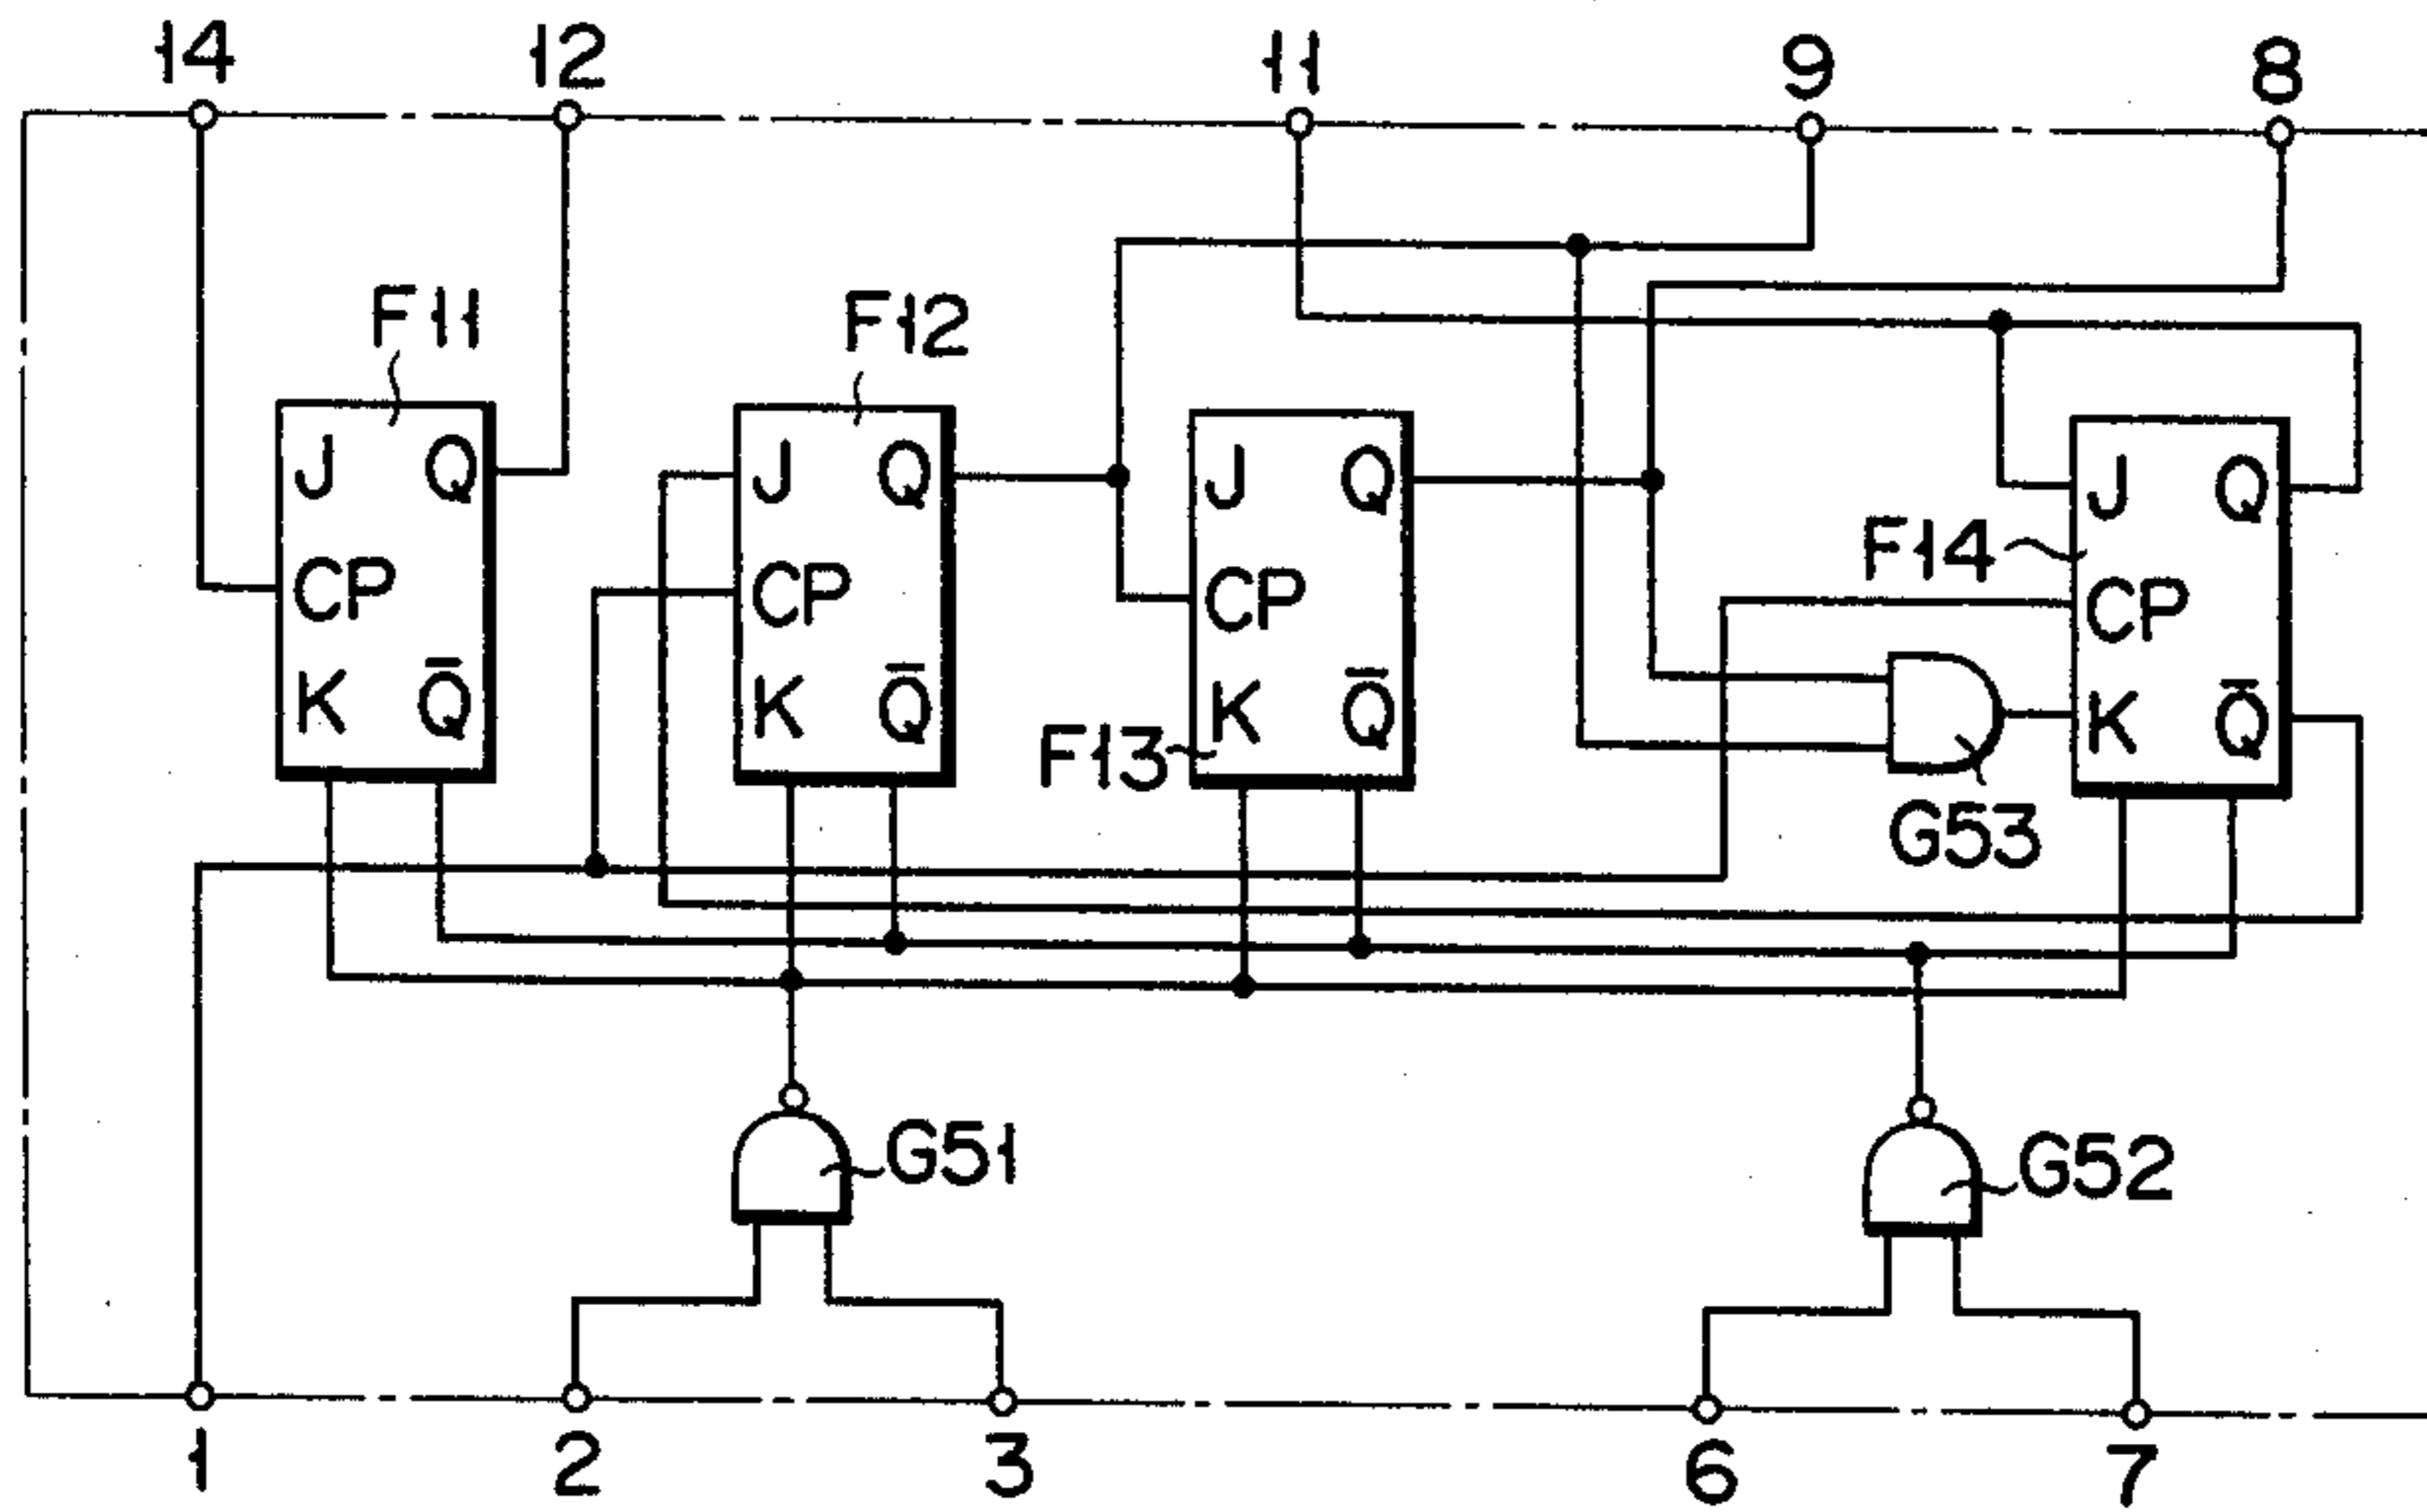 14 12 11 9 8
F11 F12
J Q J Q J Q J Q
F14
CP CP CP CP
K Q̅ K Q̅ K Q̅ K Q̅
F13
G53
G51 G52
1 2 3 6 7